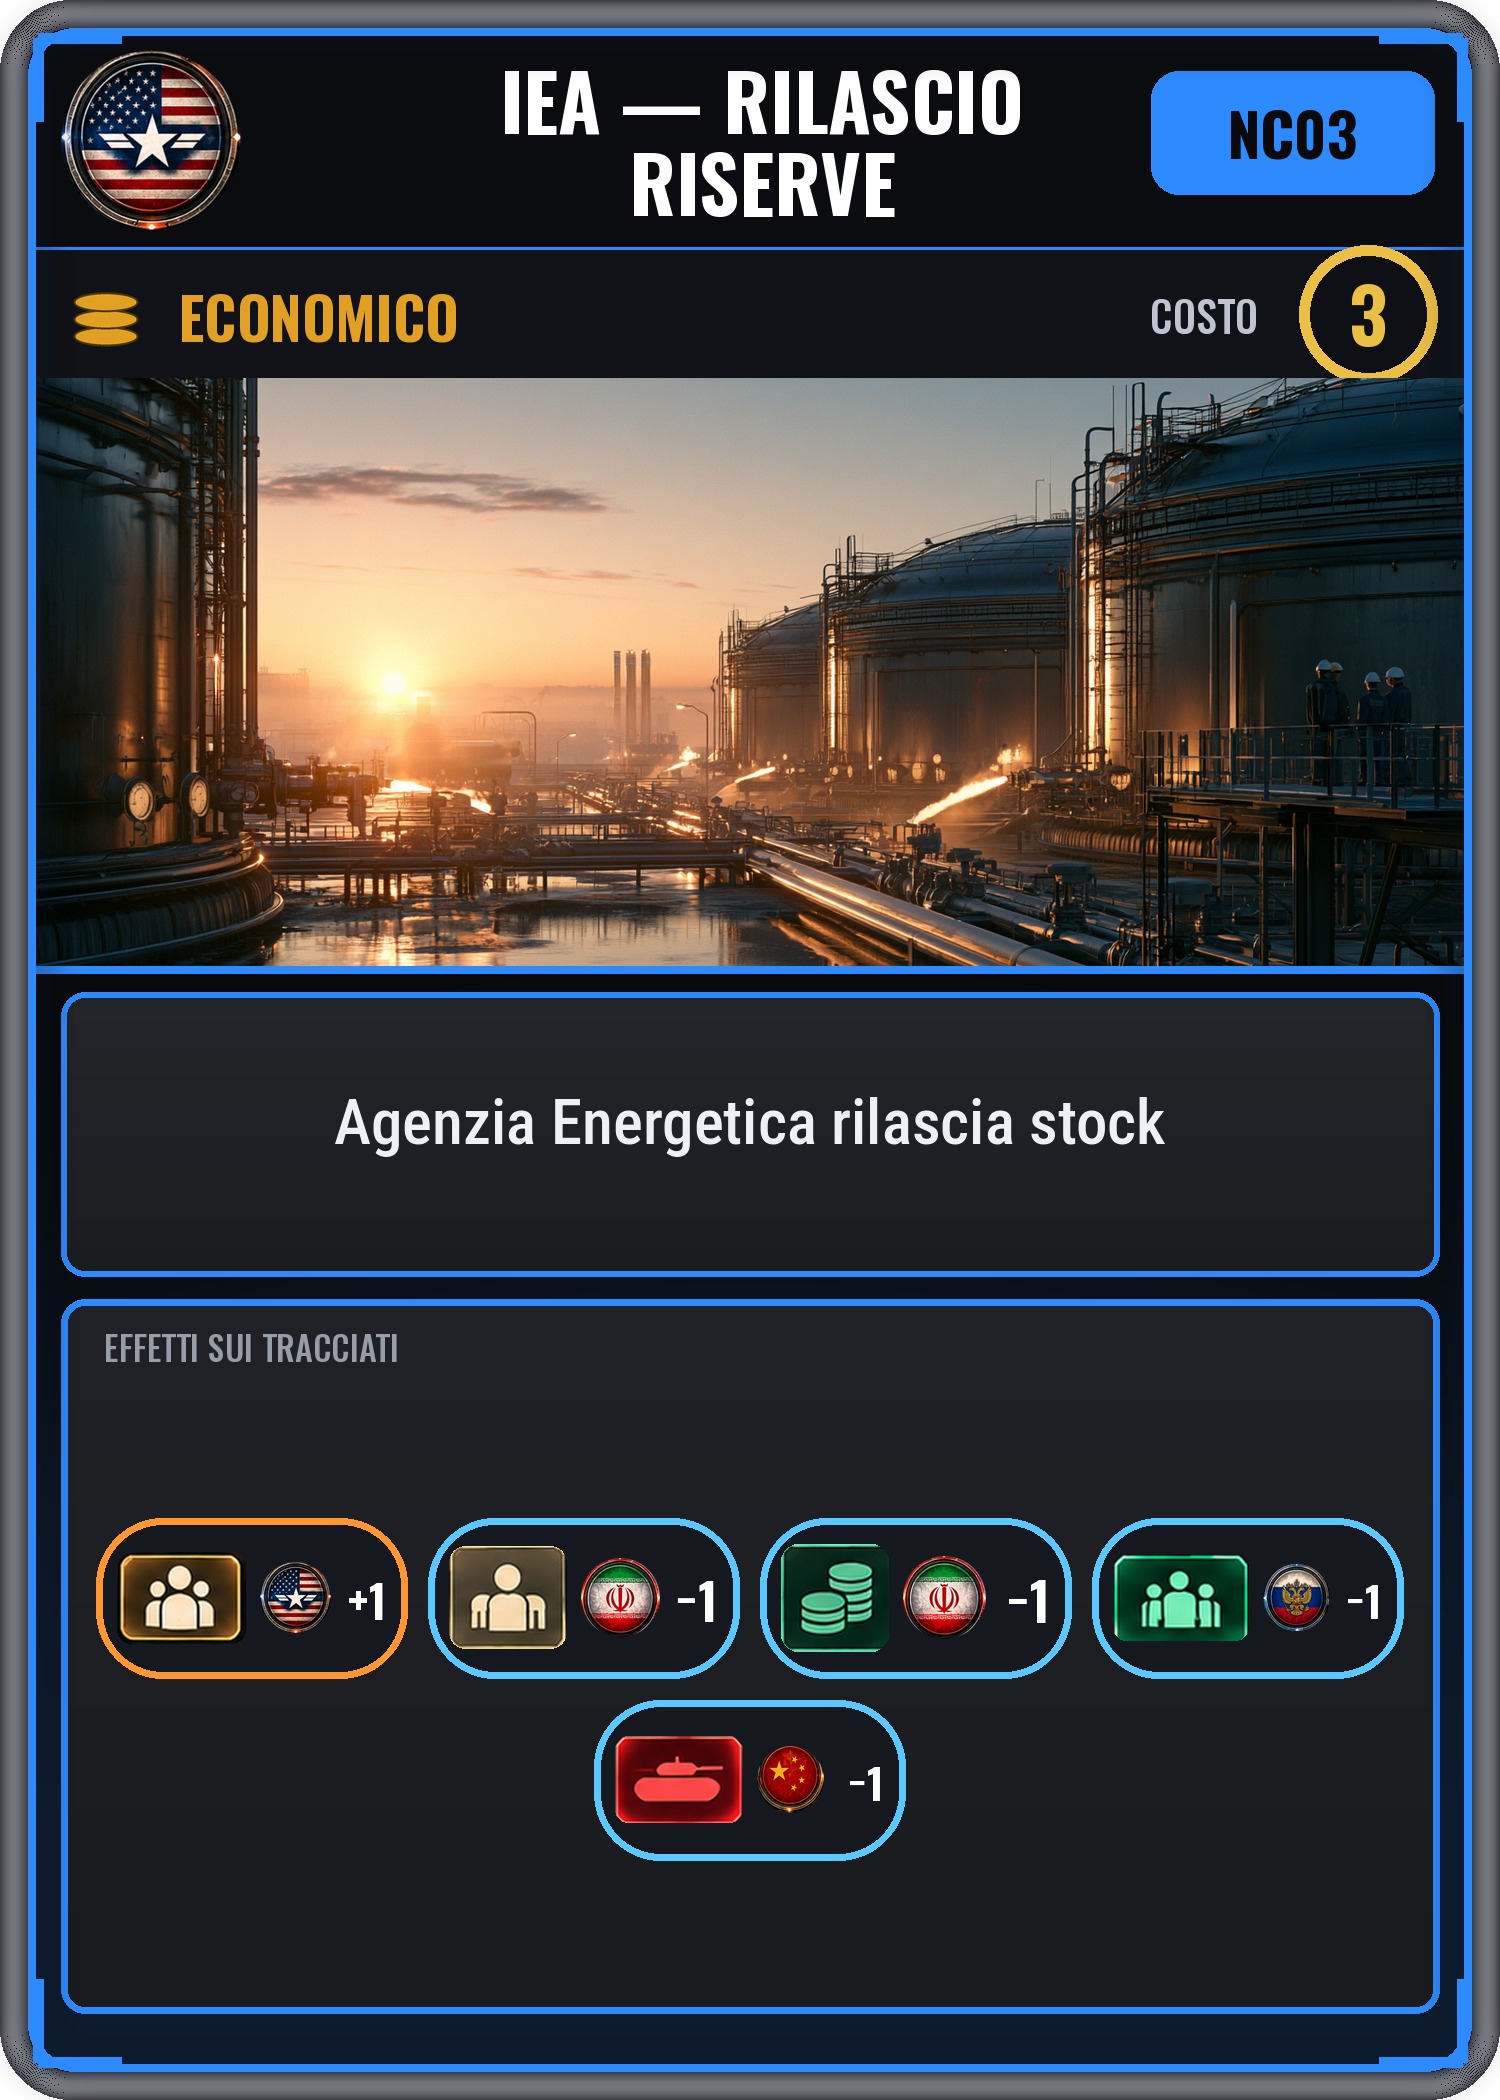 IEA — RILASCIO
RISERVE
NC03
ECONOMICO
COSTO
3
Agenzia Energetica rilascia stock
EFFETTI SUI TRACCIATI
+1
-1
-1
-1
-1